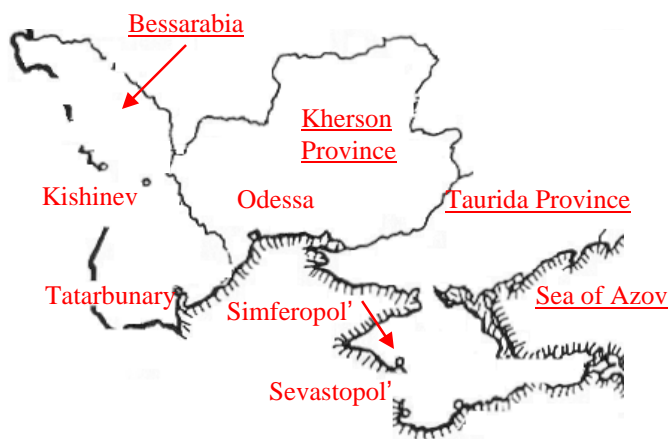 Bessarabia
Kherson
Province
Kishinev
Odessa
Taurida Province
Tatarbunary
Simferopol’
Sea of Azov
Sevastopol’